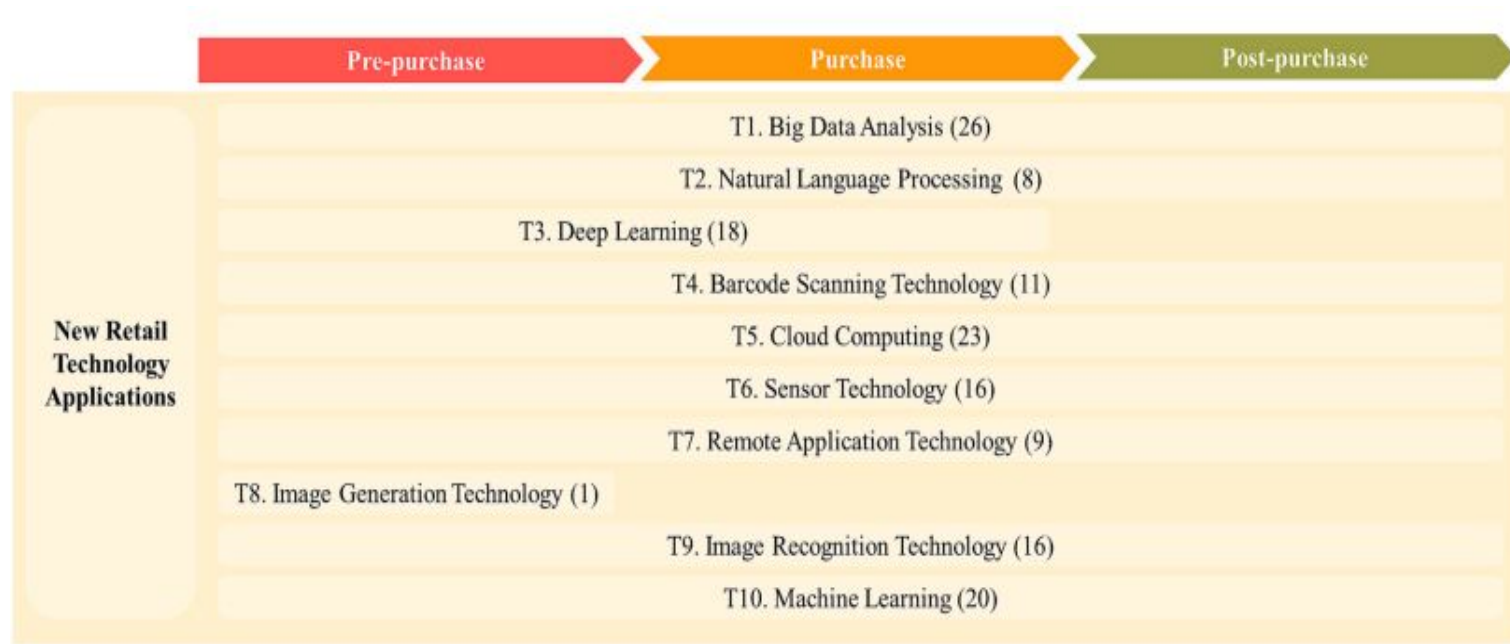 Pre-purchase
Purchase
Post-purchase
T1. Big Data Analysis (26)
T2. Natural Language Processing (8)
T3. Deep Learning (18)
T4. Barcode Scanning Technology (11)
New Retail
Technology
Applications
T5. Cloud Computing (23)
T6. Sensor Technology (16)
T7. Remote Application Technology (9)
T8. Image Generation Technology (1)
T9. Image Recognition Technology (16)
T10. Machine Learning (20)